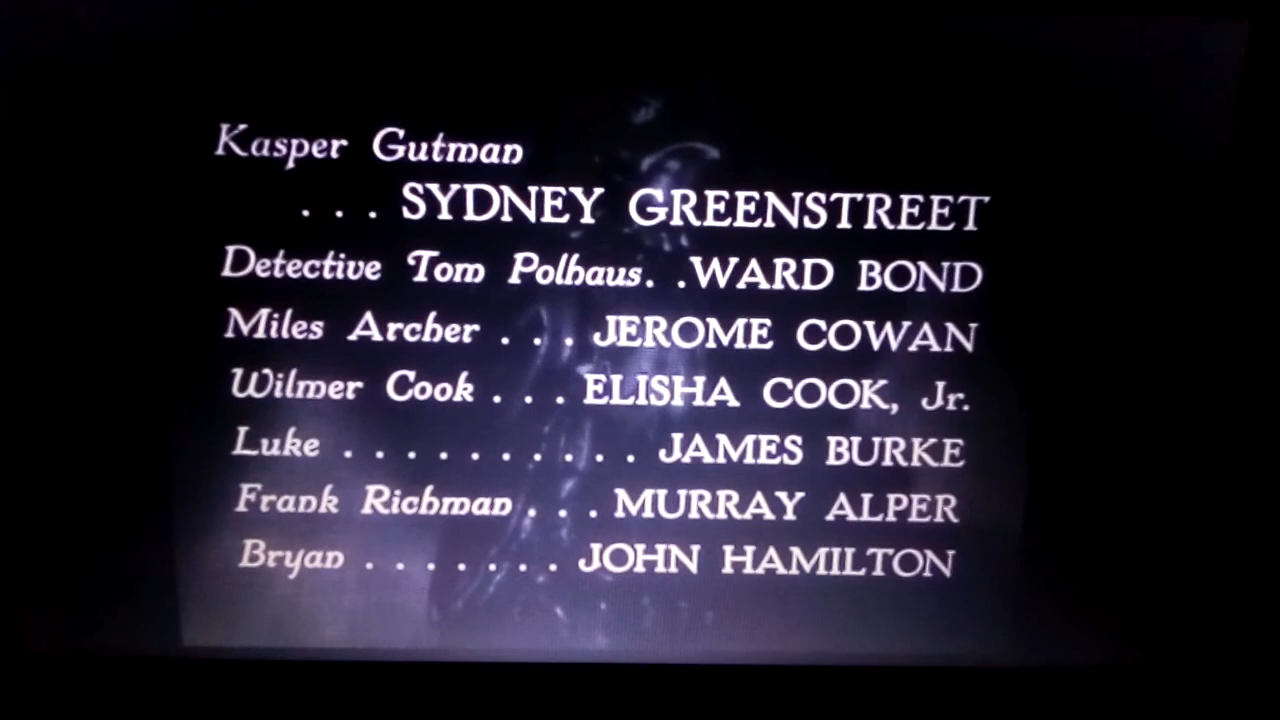 Kasper Gutman
. . . SYDNEY GREENSTREET
Detective Tom Polhaus. .WARD BOND
Miles Archer . . . JEROME COWAN
Wilmer Cook . . . ELISHA COOK, Jr.
Luke . . . . . . . . . . JAMES BURKE
Frank Richman . . . MURRAY ALPER
Bryan . . . . . . . JOHN HAMILTON